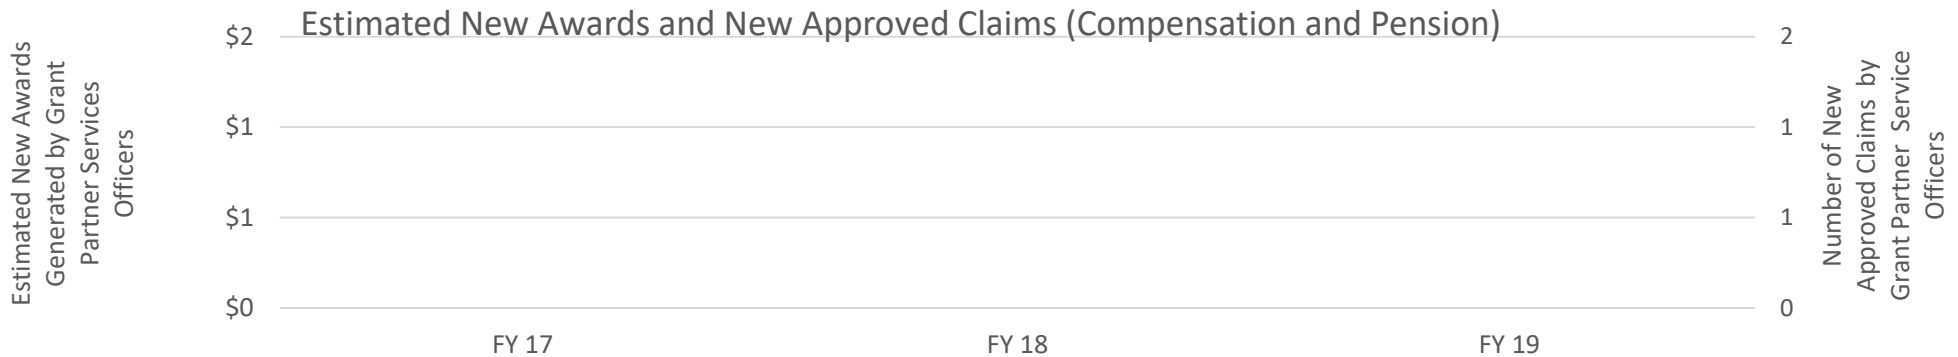 Estimated New Awards and New Approved Claims (Compensation and Pension)
Estimated New Awards
Generated by Grant
Partner Services
Officers
$2
$1
$1
$0
2
1
1
0
Number of New
Approved Claims by
Grant Partner Service
Officers
FY 17
FY 18
FY 19